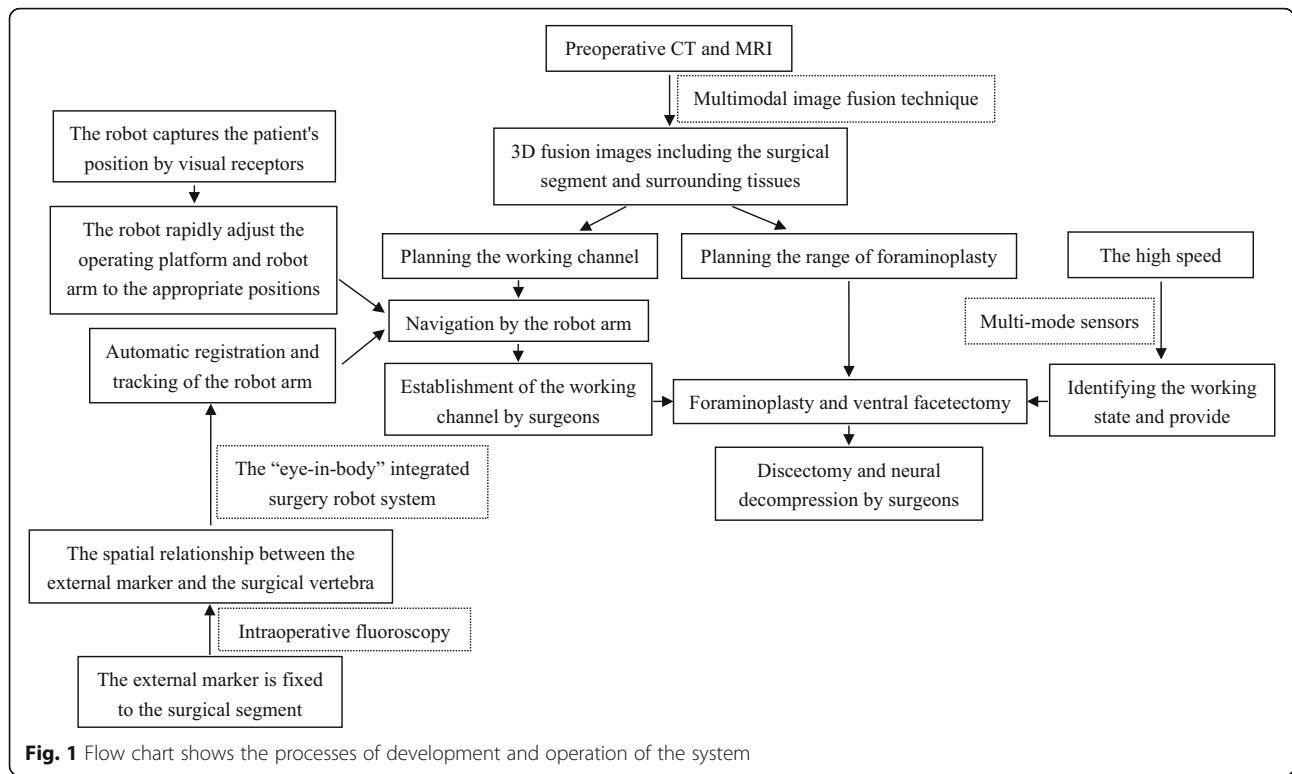 Preoperative CT and MRI
Multimodal image fusion technique
The robot captures the patient's
position by visual receptors
3D fusion images including the surgical
segment and surrounding tissues
The robot rapidly adjust the
operating platform and robot
arm to the appropriate positions
Planning the working channel
Planning the range of foraminoplasty
The high speed
Navigation by the robot arm
Multi-mode sensors
Automatic registration and
tracking of the robot arm
Establishment of the working
channel by surgeons
Foraminoplasty and ventral facetectomy
Identifying the working
state and provide
The “eye-in-body” integrated
surgery robot system
Discectomy and neural
decompression by surgeons
The spatial relationship between the
external marker and the surgical vertebra
Intraoperative fluoroscopy
The external marker is fixed
to the surgical segment
Fig. 1 Flow chart shows the processes of development and operation of the system